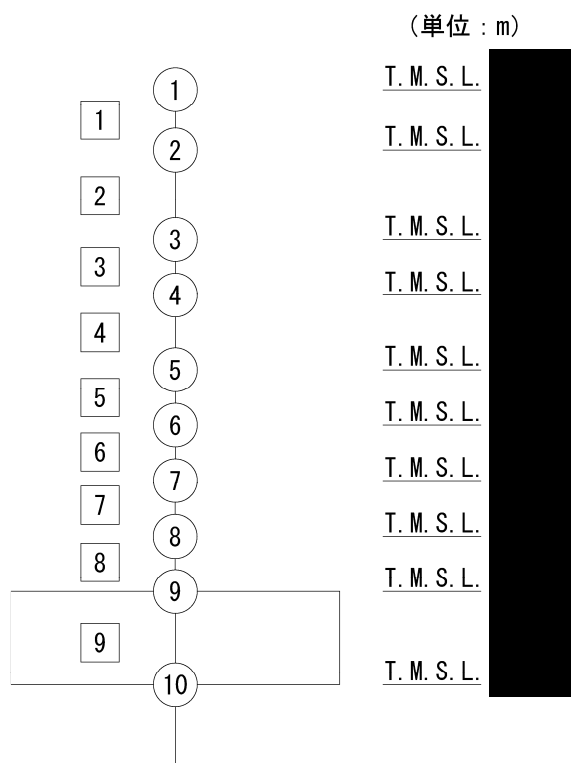 (単位：m)
① T.M.S.L.
1
② T.M.S.L.
2
③ T.M.S.L.
3
④ T.M.S.L.
4
⑤ T.M.S.L.
5
⑥ T.M.S.L.
6
⑦ T.M.S.L.
7
⑧ T.M.S.L.
8
⑨ T.M.S.L.
9
⑩ T.M.S.L.